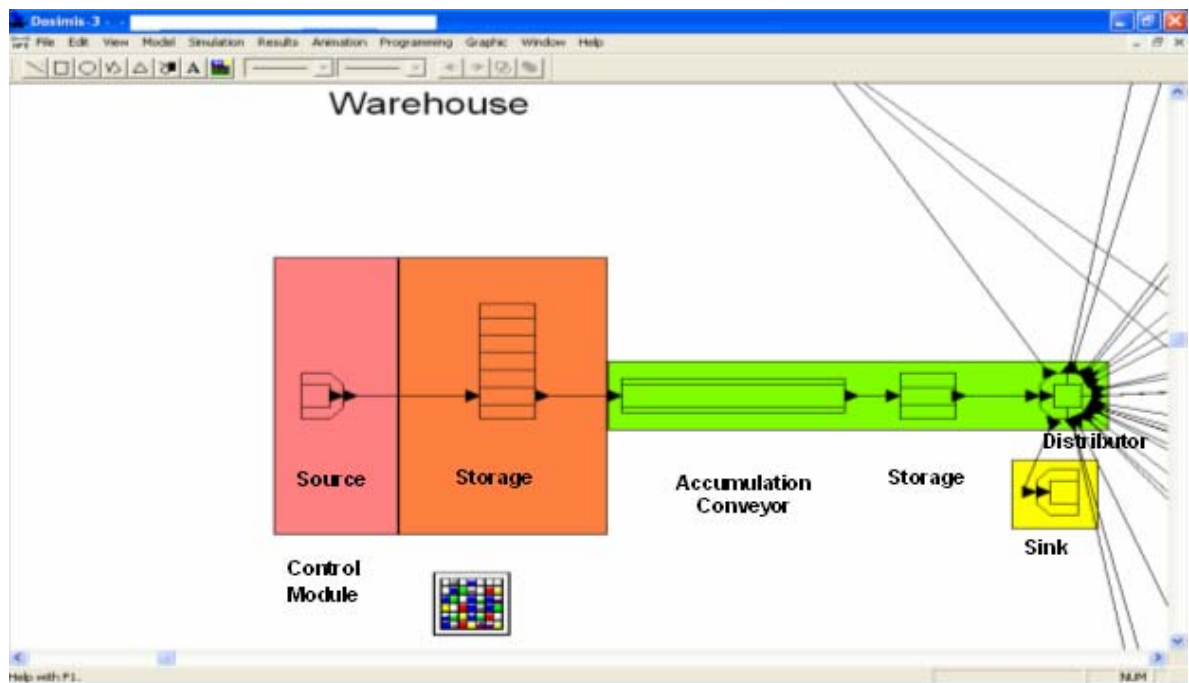 Dosimis-3 - -
File Edit View Model Simulation Results Animation Programming Graphic Window Help
A
Warehouse
Distributor
Source
Storage
Accumulation
Conveyor
Storage
Sink
Control
Module
Help with F1.
NUM